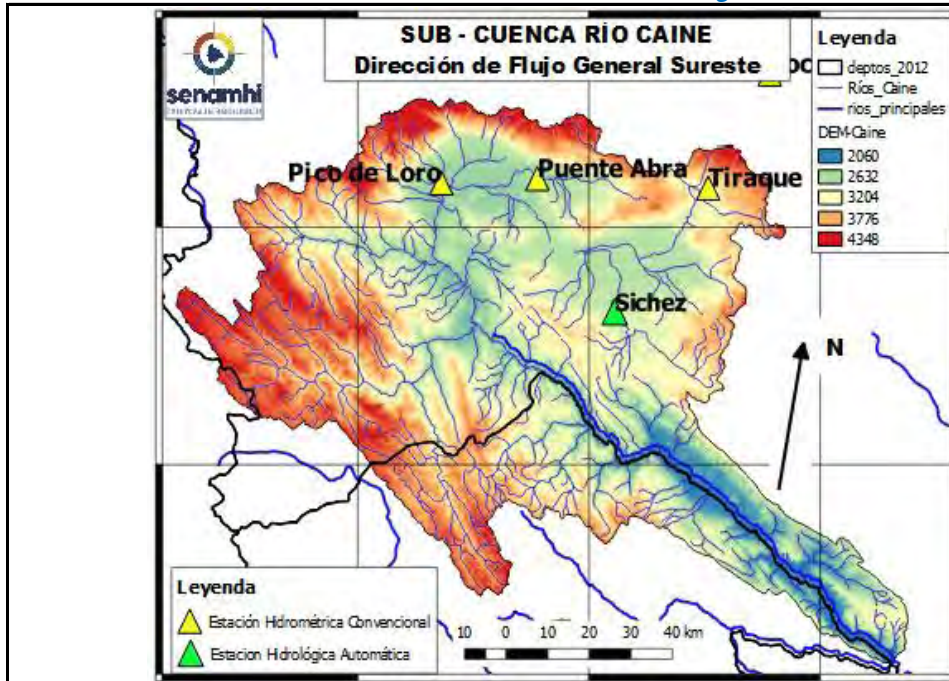 SUB - CUENCA RÍO CAINE
Dirección de Flujo General Sureste
senamhi
Leyenda
deptos_2012
Ríos_Caine
rios_principales
DEM-Caine
2060
2632
3204
3776
4348
Pico de Loro
Puente Abra
Tiraque
Sichez
N
Leyenda
Estación Hidrométrica Convencional
Estacion Hidrológica Automática
10 0 10 20 30 40 km